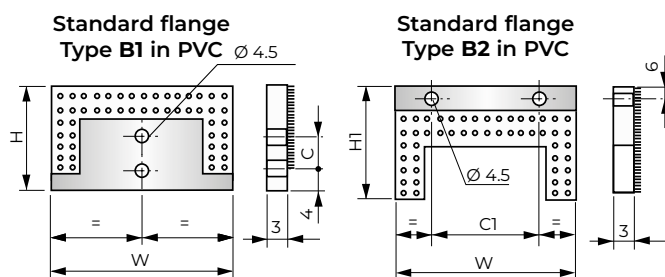 Standard flange
Type B1 in PVC
Ø 4.5
H
C
4
3
=
=
W
Standard flange
Type B2 in PVC
6
H1
Ø 4.5
=
C1
=
3
W